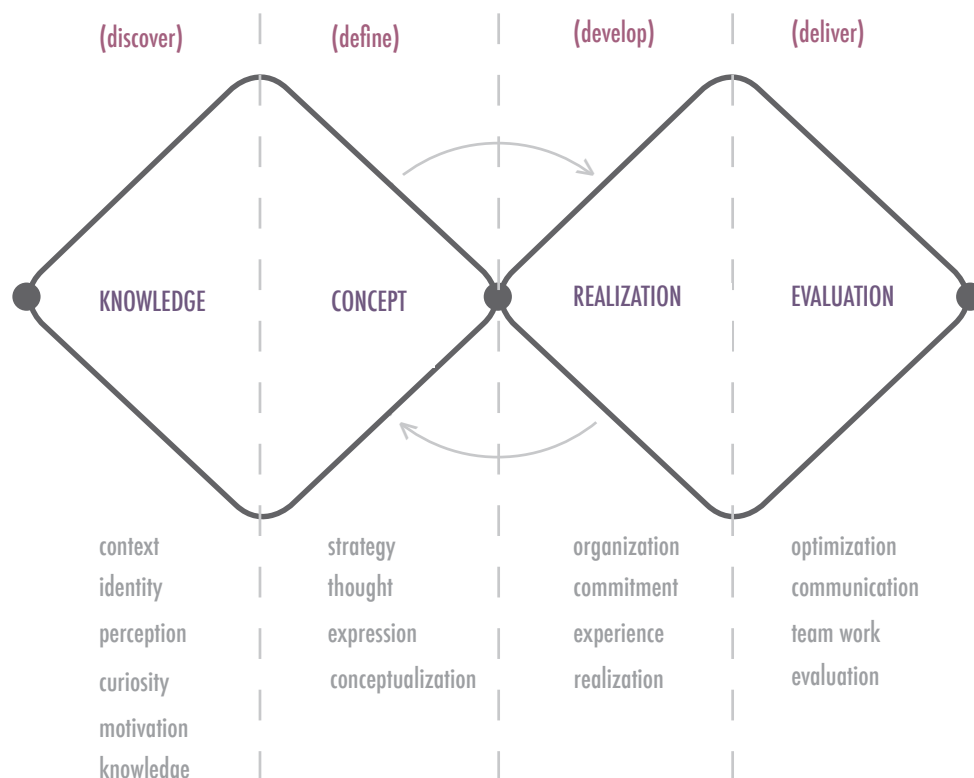 (discover) (define) (develop) (deliver)
KNOWLEDGE CONCEPT REALIZATION EVALUATION
context strategy organization optimization
identity thought commitment communication
perception expression experience team work
curiosity conceptualization realization evaluation
motivation
knowledge